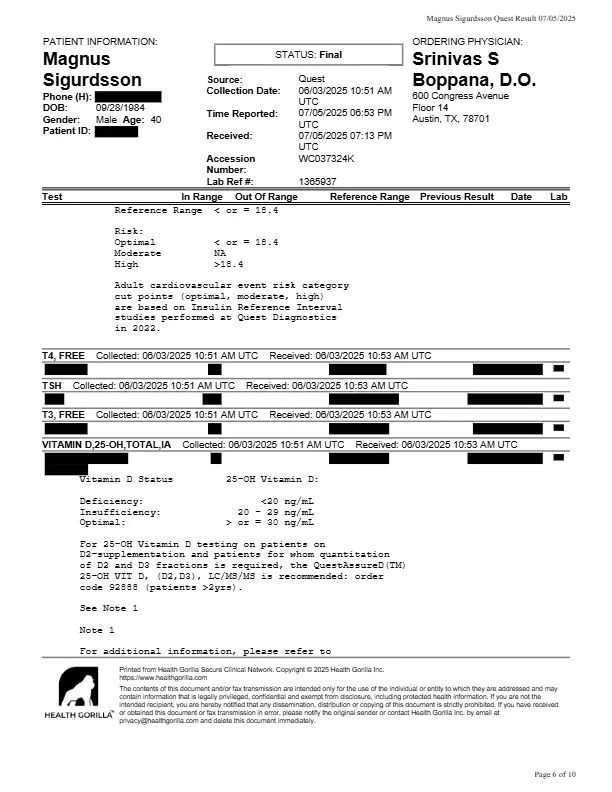 Magnus Sigurdsson Quest Result 07/05/2025
PATIENT INFORMATION:
Magnus
Sigurdsson
Phone (H):
DOB: 09/28/1984
Gender: Male Age: 40
Patient ID:
STATUS: Final
Source: Quest
Collection Date: 06/03/2025 10:51 AM
UTC
Time Reported: 07/05/2025 06:53 PM
UTC
Received: 07/05/2025 07:13 PM
UTC
Accession WC037324K
Number:
Lab Ref #: 1365937
ORDERING PHYSICIAN:
Srinivas S
Boppana, D.O.
600 Congress Avenue
Floor 14
Austin, TX, 78701
Test In Range Out Of Range Reference Range Previous Result Date Lab
Reference Range < or = 18.4
Risk:
Optimal < or = 18.4
Moderate NA
High >18.4
Adult cardiovascular event risk category
cut points (optimal, moderate, high)
are based on Insulin Reference Interval
studies performed at Quest Diagnostics
in 2022.
T4, FREE Collected: 06/03/2025 10:51 AM UTC Received: 06/03/2025 10:53 AM UTC
TSH Collected: 06/03/2025 10:51 AM UTC Received: 06/03/2025 10:53 AM UTC
T3, FREE Collected: 06/03/2025 10:51 AM UTC Received: 06/03/2025 10:53 AM UTC
VITAMIN D,25-OH,TOTAL,IA Collected: 06/03/2025 10:51 AM UTC Received: 06/03/2025 10:53 AM UTC
Vitamin D Status 25-OH Vitamin D:
Deficiency: <20 ng/mL
Insufficiency: 20 - 29 ng/mL
Optimal: > or = 30 ng/mL
For 25-OH Vitamin D testing on patients on
D2-supplementation and patients for whom quantitation
of D2 and D3 fractions is required, the QuestAssureD(TM)
25-OH VIT D, (D2,D3), LC/MS/MS is recommended: order
code 92888 (patients >2yrs).
See Note 1
Note 1
For additional information, please refer to
HEALTH GORILLA™
Printed from Health Gorilla Secure Clinical Network. Copyright © 2025 Health Gorilla Inc.
https://www.healthgorilla.com
The contents of this document and/or fax transmission are intended only for the use of the individual or entity to which they are addressed and may
contain information that is legally privileged, confidential and exempt from disclosure, including protected health information. If you are not the
intended recipient, you are hereby notified that any dissemination, distribution or copying of this document is strictly prohibited. If you have received
or obtained this document or fax transmission in error, please notify the original sender or contact Health Gorilla Inc. by email at
privacy@healthgorilla.com and delete this document immediately.
Page 6 of 10